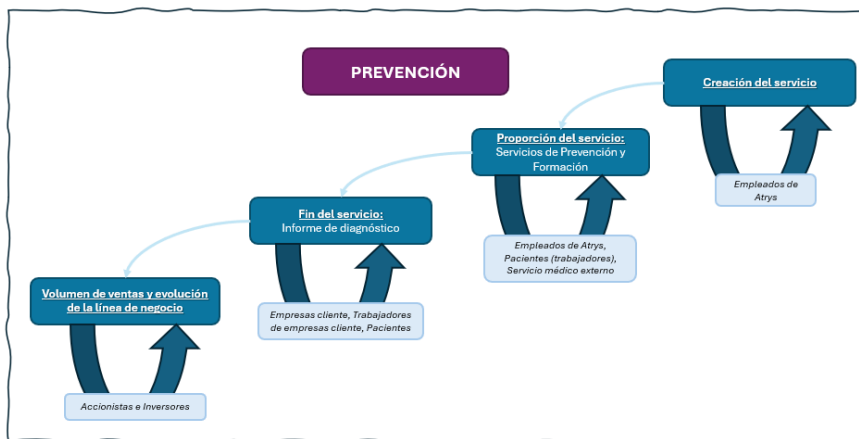 PREVENCIÓN
Creación del servicio
Empleados de
Atrys
Proporción del servicio:
Servicios de Prevención y
Formación
Empleados de Atrys,
Pacientes (trabajadores),
Servicio médico externo
Fin del servicio:
Informe de diagnóstico
Empresas cliente, Trabajadores
de empresas cliente, Pacientes
Volumen de ventas y evolución
de la línea de negocio
Accionistas e Inversores